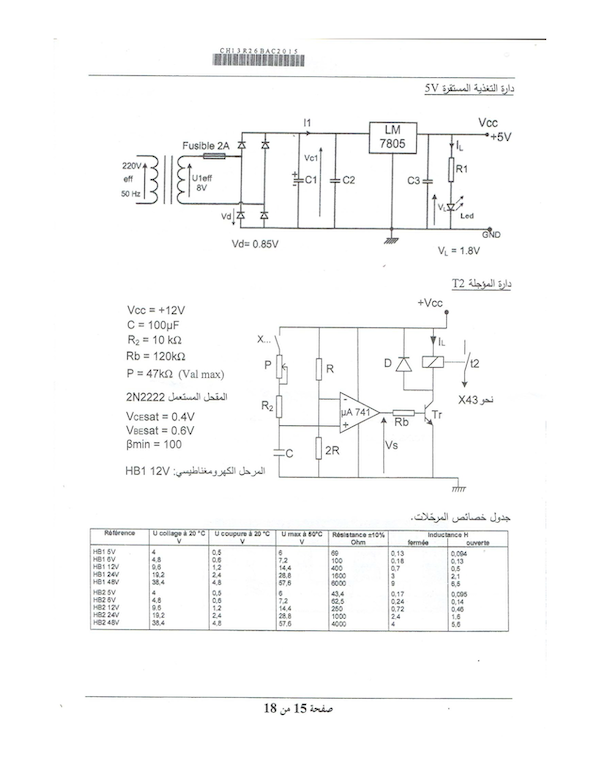 CH13R26BAC2015
دارة التغذية المستقرة 5V
I1
LM
7805
Vcc
+5V
Fusible 2A
220V
eff
50 Hz
U1eff
8V
Vc1
+
C1
C2
C3
IL
R1
VL
Led
Vd
Vd= 0.85V
GND
VL = 1.8V
دارة المؤجلة T2
+Vcc
Vcc = +12V
C = 100µF
R2 = 10 kΩ
Rb = 120kΩ
P = 47kΩ (Val max)
المقحل المستعمل 2N2222
VCEsat = 0.4V
VBEsat = 0.6V
βmin = 100
المرحل الكهرومغناطيسي: HB1 12V
X...
P
R
D
IL
t2
نحو X43
R2
-
+
µA 741
Rb
Tr
C
2R
Vs
جدول خصائص المرحّلات.
Référence U collage à 20 °C V U coupure à 20 °C V U max à 50°C V Résistance ±10% Ohm Inductance H
fermée ouverte
HB1 5V 4 0,5 6 69 0,13 0,094
HB1 6V 4,8 0,6 7,2 100 0,18 0,13
HB1 12V 9,6 1,2 14,4 400 0,7 0,5
HB1 24V 19,2 2,4 28,8 1600 3 2,1
HB1 48V 38,4 4,8 57,6 6000 9 6,8
HB2 5V 4 0,5 6 43,4 0,17 0,095
HB2 6V 4,8 0,6 7,2 62,5 0,24 0,14
HB2 12V 9,6 1,2 14,4 250 0,72 0,46
HB2 24V 19,2 2,4 28,8 1000 2,4 1,6
HB2 48V 38,4 4,8 57,6 4000 4 5,6
صفحة 15 من 18